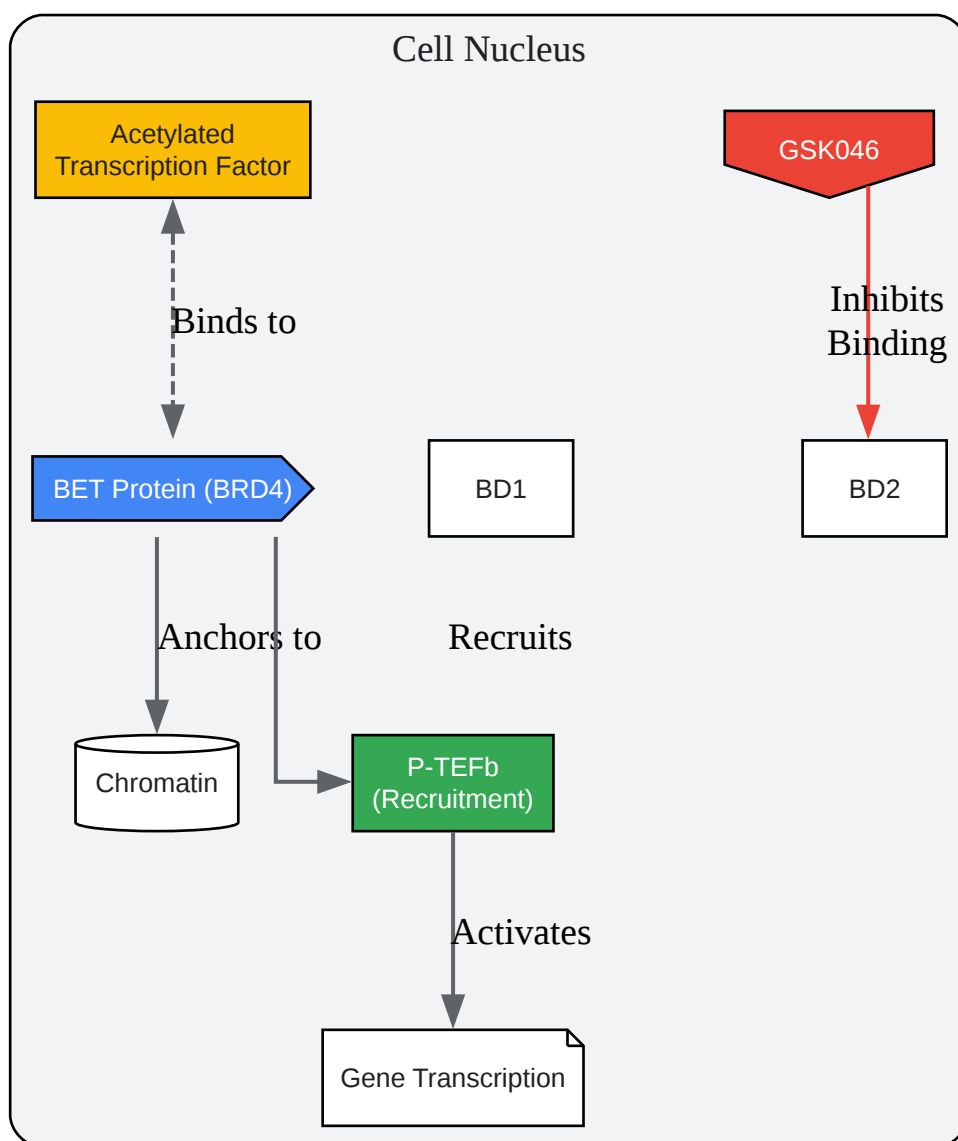 Cell Nucleus
Acetylated
Transcription Factor
GSK046
Binds to
Inhibits
Binding
BET Protein (BRD4)
BD1
BD2
Anchors to
Recruits
Chromatin
P-TEFb
(Recruitment)
Activates
Gene Transcription